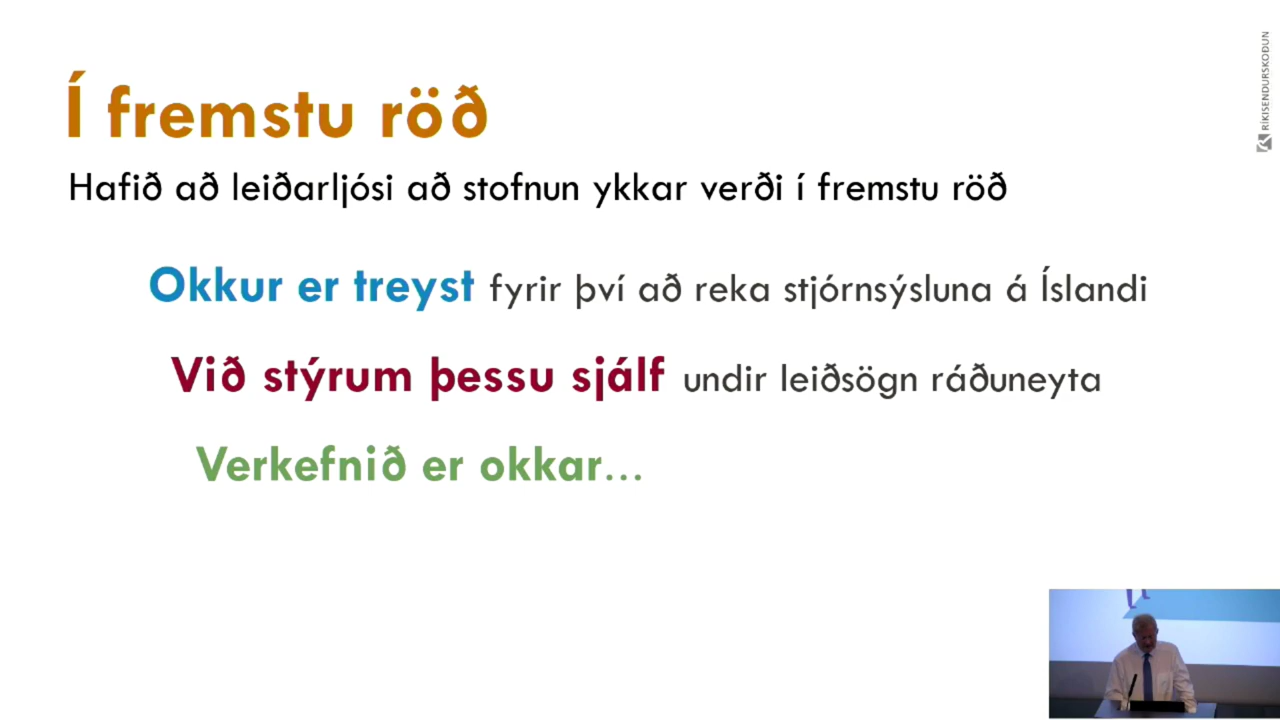 Í fremstu röð
Hafið að leiðarljósi að stofnun ykkar verði í fremstu röð
Okkur er treyst fyrir því að reka stjórnsýsluna á Íslandi
Við stýrum þessu sjálf undir leiðsögn ráðuneyta
Verkefnið er okkar...
RÍKISENDURSKOÐUN